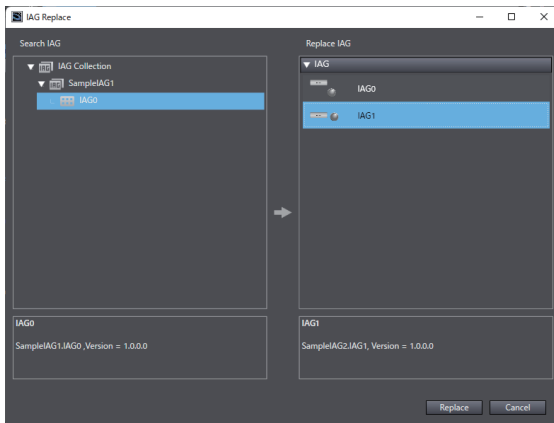 IAG Replace
Search IAG
Replace IAG
IAG Collection
SampleIAG1
IAG0
IAG
IAG0
IAG1
IAG0
SampleIAG1.IAG0 ,Version = 1.0.0.0
IAG1
SampleIAG2.IAG1, Version = 1.0.0.0
Replace
Cancel